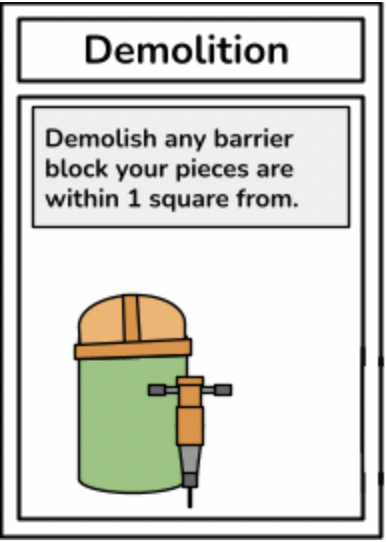 Demolition
Demolish any barrier
block your pieces are
within 1 square from.